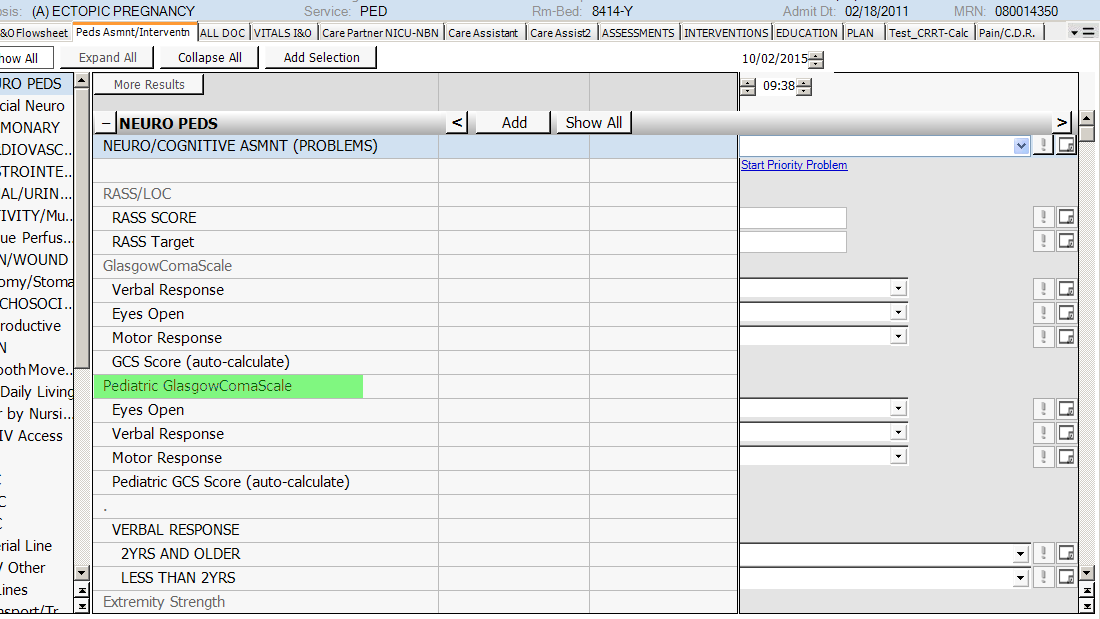 sis: (A) ECTOPIC PREGNANCY Service: PED Rm-Bed: 8414-Y Admit Dt: 02/18/2011 MRN: 080014350
&O Flowsheet Peds Asmnt/Interventn ALL DOC VITALS I&O Care Partner NICU-NBN Care Assistant Care Assist2 ASSESSMENTS INTERVENTIONS EDUCATION PLAN Test_CRRT-Calc Pain/C.D.R.
how All Expand All Collapse All Add Selection 10/02/2015
URO PEDS More Results 09:38
cial Neuro
MONARY − NEURO PEDS < Add Show All >
DIOVASC... NEURO/COGNITIVE ASMNT (PROBLEMS) !
STROINTE... Start Priority Problem
AL/URIN... RASS/LOC
IVITY/Mu... RASS SCORE !
ue Perfus... RASS Target !
N/WOUND GlasgowComaScale
omy/Stoma Verbal Response !
CHOSOCI... Eyes Open !
roductive Motor Response !
N GCS Score (auto-calculate)
ooth Move... Pediatric GlasgowComaScale
Daily Living Eyes Open !
r by Nursi... Verbal Response !
IV Access Motor Response !
Pediatric GCS Score (auto-calculate)
C .
VERBAL RESPONSE
erial Line 2YRS AND OLDER !
/ Other LESS THAN 2YRS !
ines Extremity Strength
nsport/Tr